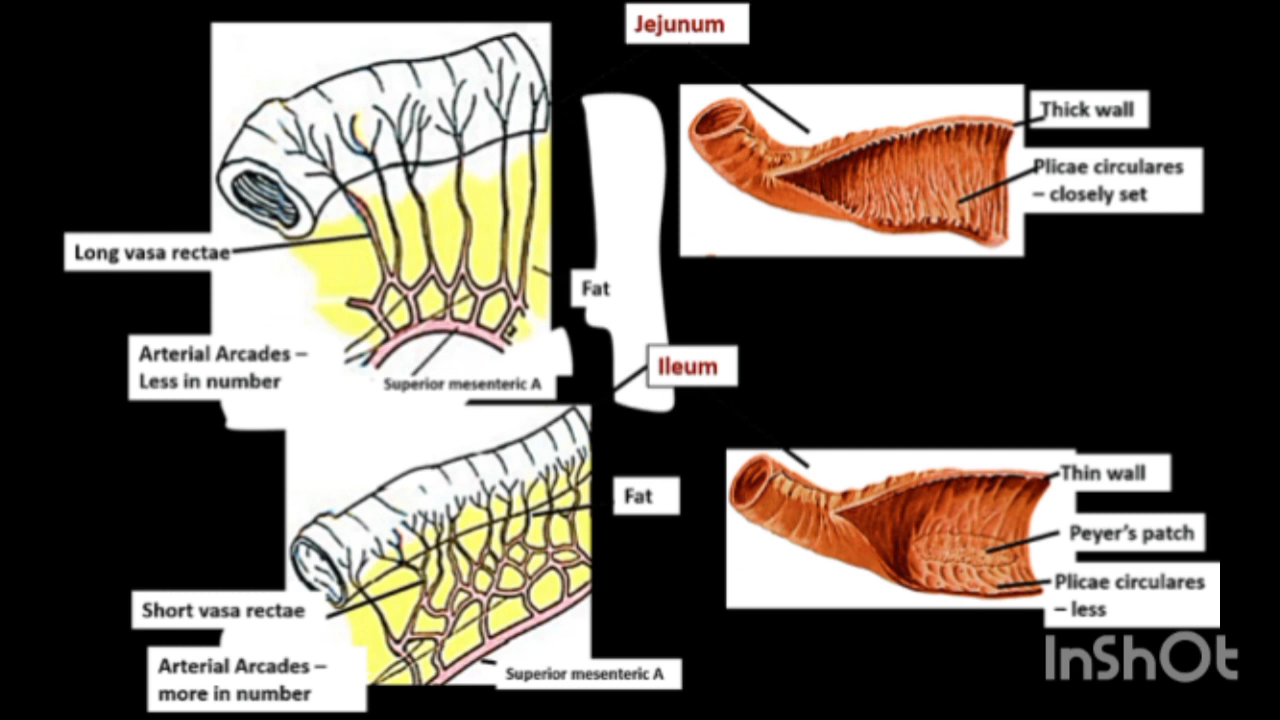 Jejunum
Thick wall
Plicae circulares
– closely set
Long vasa rectae
Fat
Arterial Arcades –
Less in number
Superior mesenteric A
Ileum
Thin wall
Fat
Peyer's patch
Plicae circulares
– less
Short vasa rectae
Arterial Arcades –
more in number
Superior mesenteric A
InShOt